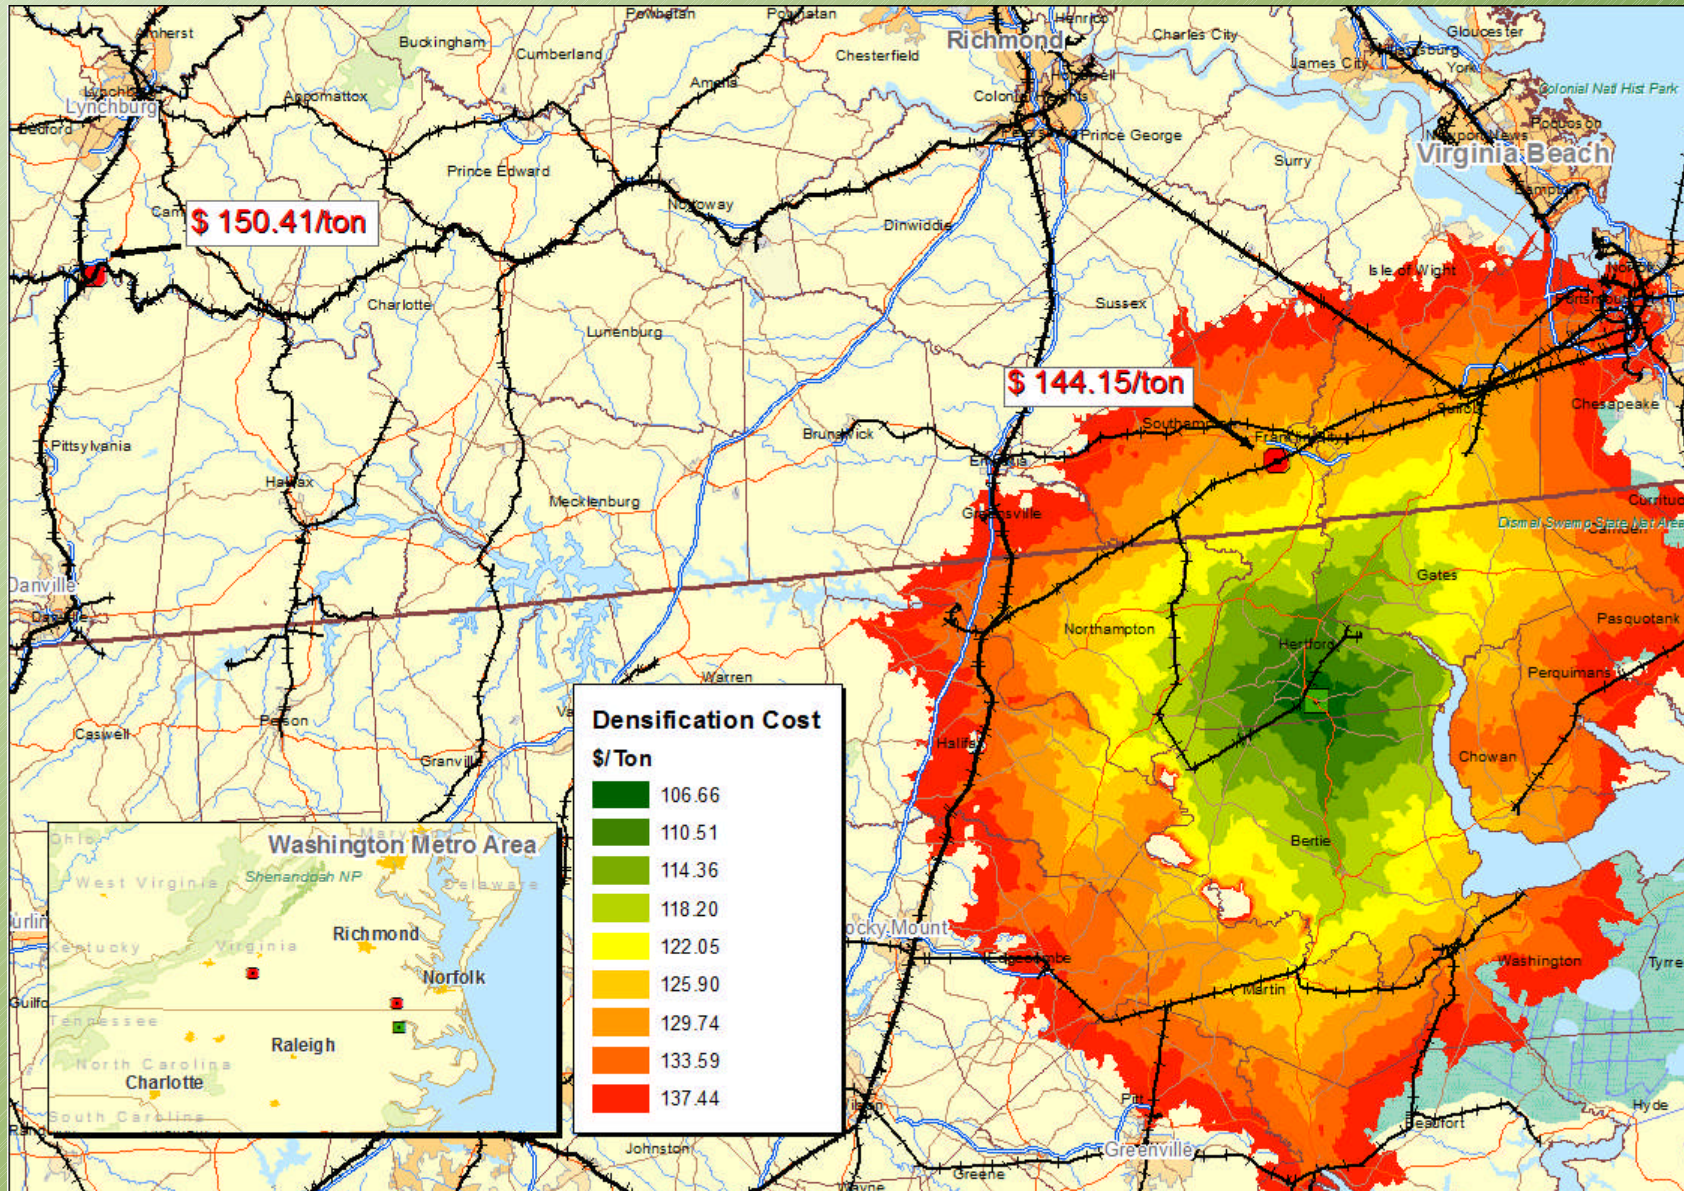 Amherst
Powhatan
Powhatan
Henrico
Richmond
Charles City
Gloucester
Buckingham
Cumberland
Chesterfield
James City
York
Amelia
Colonial Natl Hist Park
Lynchburg
Appomattox
Colonial Heights
Bedford
Prince George
Newport News
Poquoson
Virginia Beach
Prince Edward
Surry
Hampton
$ 150.41/ton
Nottoway
Dinwiddie
Isle of Wight
Charlotte
Sussex
Portsmouth
Lunenburg
$ 144.15/ton
Chesapeake
Suffolk
Southampton
Franklin City
Brunswick
Pittsylvania
Emporia
Halifax
Mecklenburg
Greensville
Dismal Swamp State Nat Area
Camden
Danville
Gates
Northampton
Pasquotank
Hertford
Perquimans
Warren
Person
Caswell
Halifax
Chowan
Granville
Bertie
Densification Cost
$/Ton
106.66
110.51
114.36
118.20
122.05
125.90
129.74
133.59
137.44
Washington Metro Area
Ohio
West Virginia
Shenandoah NP
Delaware
Kentucky
Virginia
Richmond
Norfolk
Tennessee
Raleigh
North Carolina
Charlotte
South Carolina
Edgecombe
Martin
Washington
Pitt
Beaufort
Hyde
Johnston
Greenville
Greene